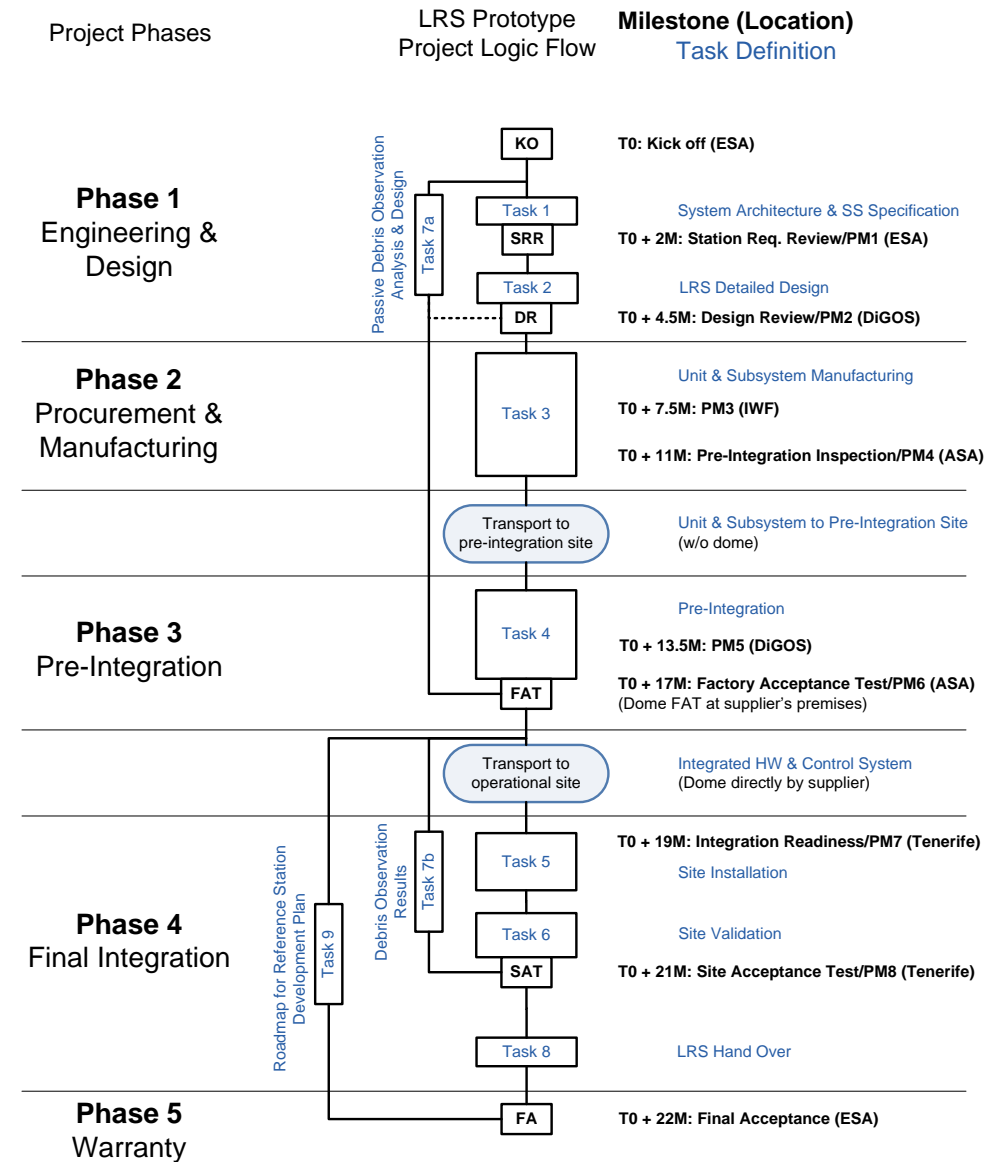 Project Phases
LRS Prototype
Project Logic Flow
Milestone (Location)
Task Definition
KO
T0: Kick off (ESA)
Phase 1
Engineering &
Design
Passive Debris Observation
Analysis & Design
Task 7a
Task 1
System Architecture & SS Specification
SRR
T0 + 2M: Station Req. Review/PM1 (ESA)
Task 2
LRS Detailed Design
DR
T0 + 4.5M: Design Review/PM2 (DiGOS)
Phase 2
Procurement &
Manufacturing
Task 3
Unit & Subsystem Manufacturing
T0 + 7.5M: PM3 (IWF)
T0 + 11M: Pre-Integration Inspection/PM4 (ASA)
Transport to
pre-integration site
Unit & Subsystem to Pre-Integration Site
(w/o dome)
Phase 3
Pre-Integration
Task 4
Pre-Integration
T0 + 13.5M: PM5 (DiGOS)
FAT
T0 + 17M: Factory Acceptance Test/PM6 (ASA)
(Dome FAT at supplier's premises)
Transport to
operational site
Integrated HW & Control System
(Dome directly by supplier)
Phase 4
Final Integration
Roadmap for Reference Station
Development Plan
Task 9
Debris Observation
Results
Task 7b
Task 5
T0 + 19M: Integration Readiness/PM7 (Tenerife)
Site Installation
Task 6
Site Validation
SAT
T0 + 21M: Site Acceptance Test/PM8 (Tenerife)
Task 8
LRS Hand Over
Phase 5
Warranty
FA
T0 + 22M: Final Acceptance (ESA)